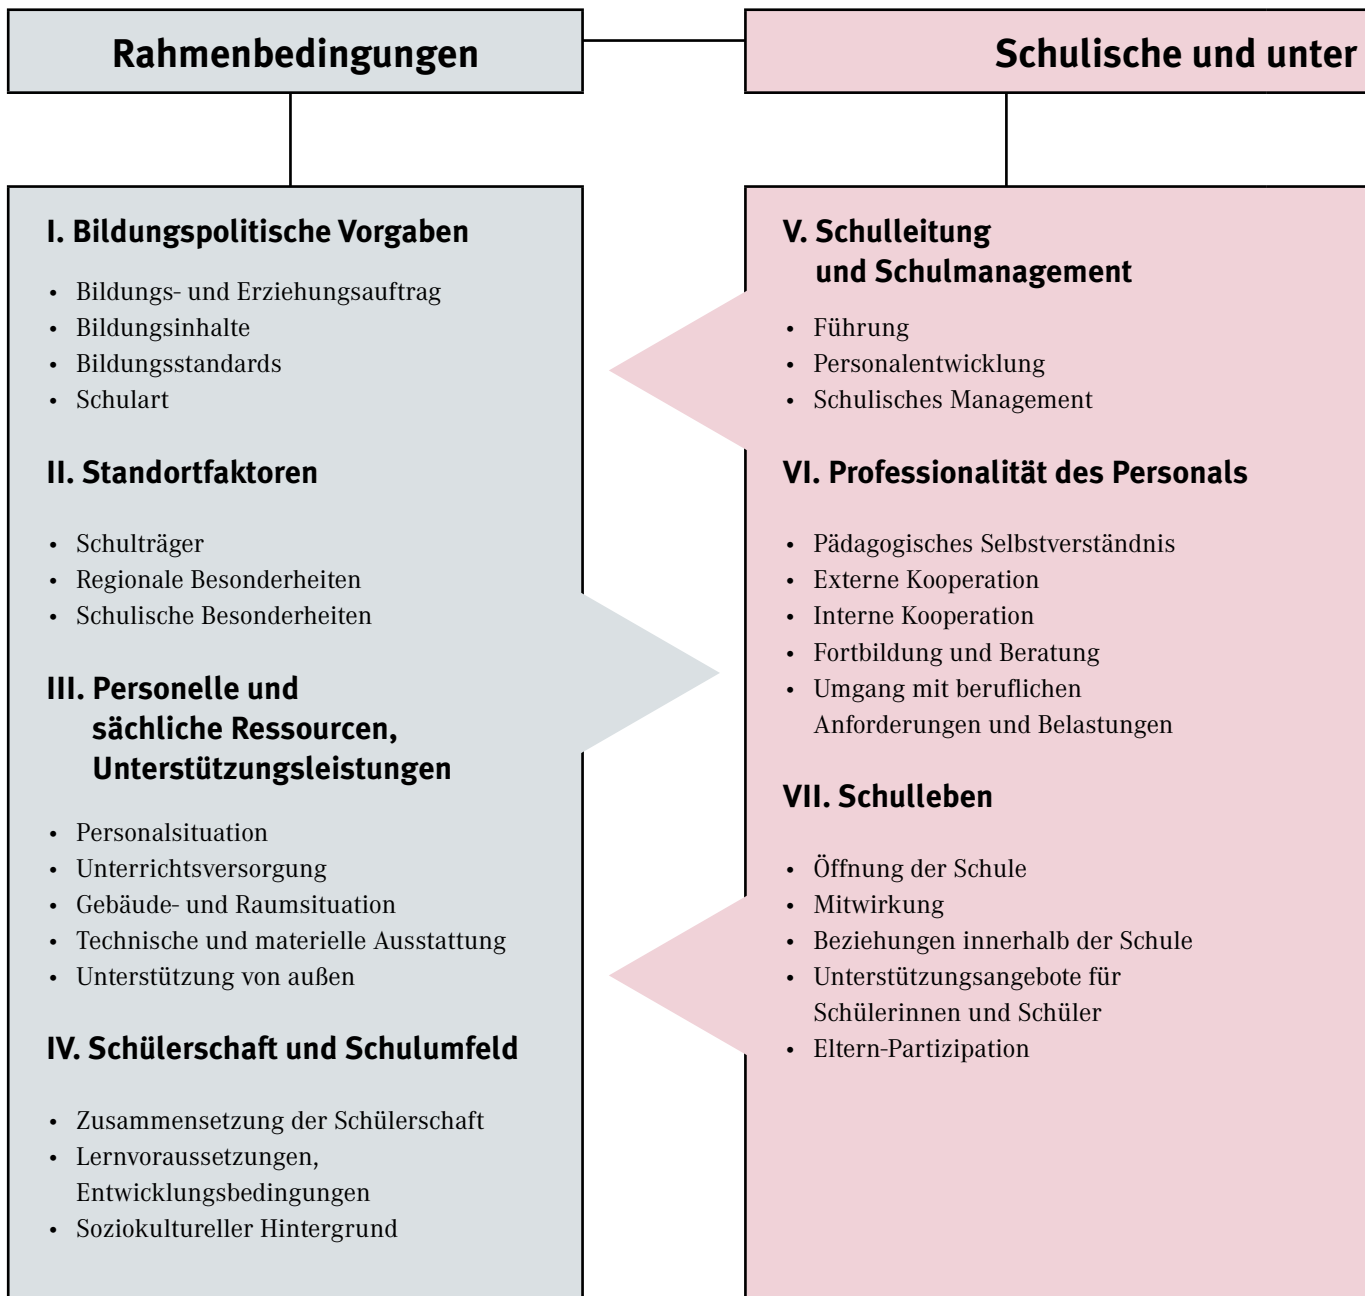 Rahmenbedingungen
I. Bildungspolitische Vorgaben
• Bildungs- und Erziehungsauftrag
• Bildungsinhalte
• Bildungsstandards
• Schulart
II. Standortfaktoren
• Schulträger
• Regionale Besonderheiten
• Schulische Besonderheiten
III. Personelle und
sächliche Ressourcen,
Unterstützungsleistungen
• Personalsituation
• Unterrichtsversorgung
• Gebäude- und Raumsituation
• Technische und materielle Ausstattung
• Unterstützung von außen
IV. Schülerschaft und Schulumfeld
• Zusammensetzung der Schülerschaft
• Lernvoraussetzungen,
Entwicklungsbedingungen
• Soziokultureller Hintergrund
Schulische und unter
V. Schulleitung
und Schulmanagement
• Führung
• Personalentwicklung
• Schulisches Management
VI. Professionalität des Personals
• Pädagogisches Selbstverständnis
• Externe Kooperation
• Interne Kooperation
• Fortbildung und Beratung
• Umgang mit beruflichen
Anforderungen und Belastungen
VII. Schulleben
• Öffnung der Schule
• Mitwirkung
• Beziehungen innerhalb der Schule
• Unterstützungsangebote für
Schülerinnen und Schüler
• Eltern-Partizipation